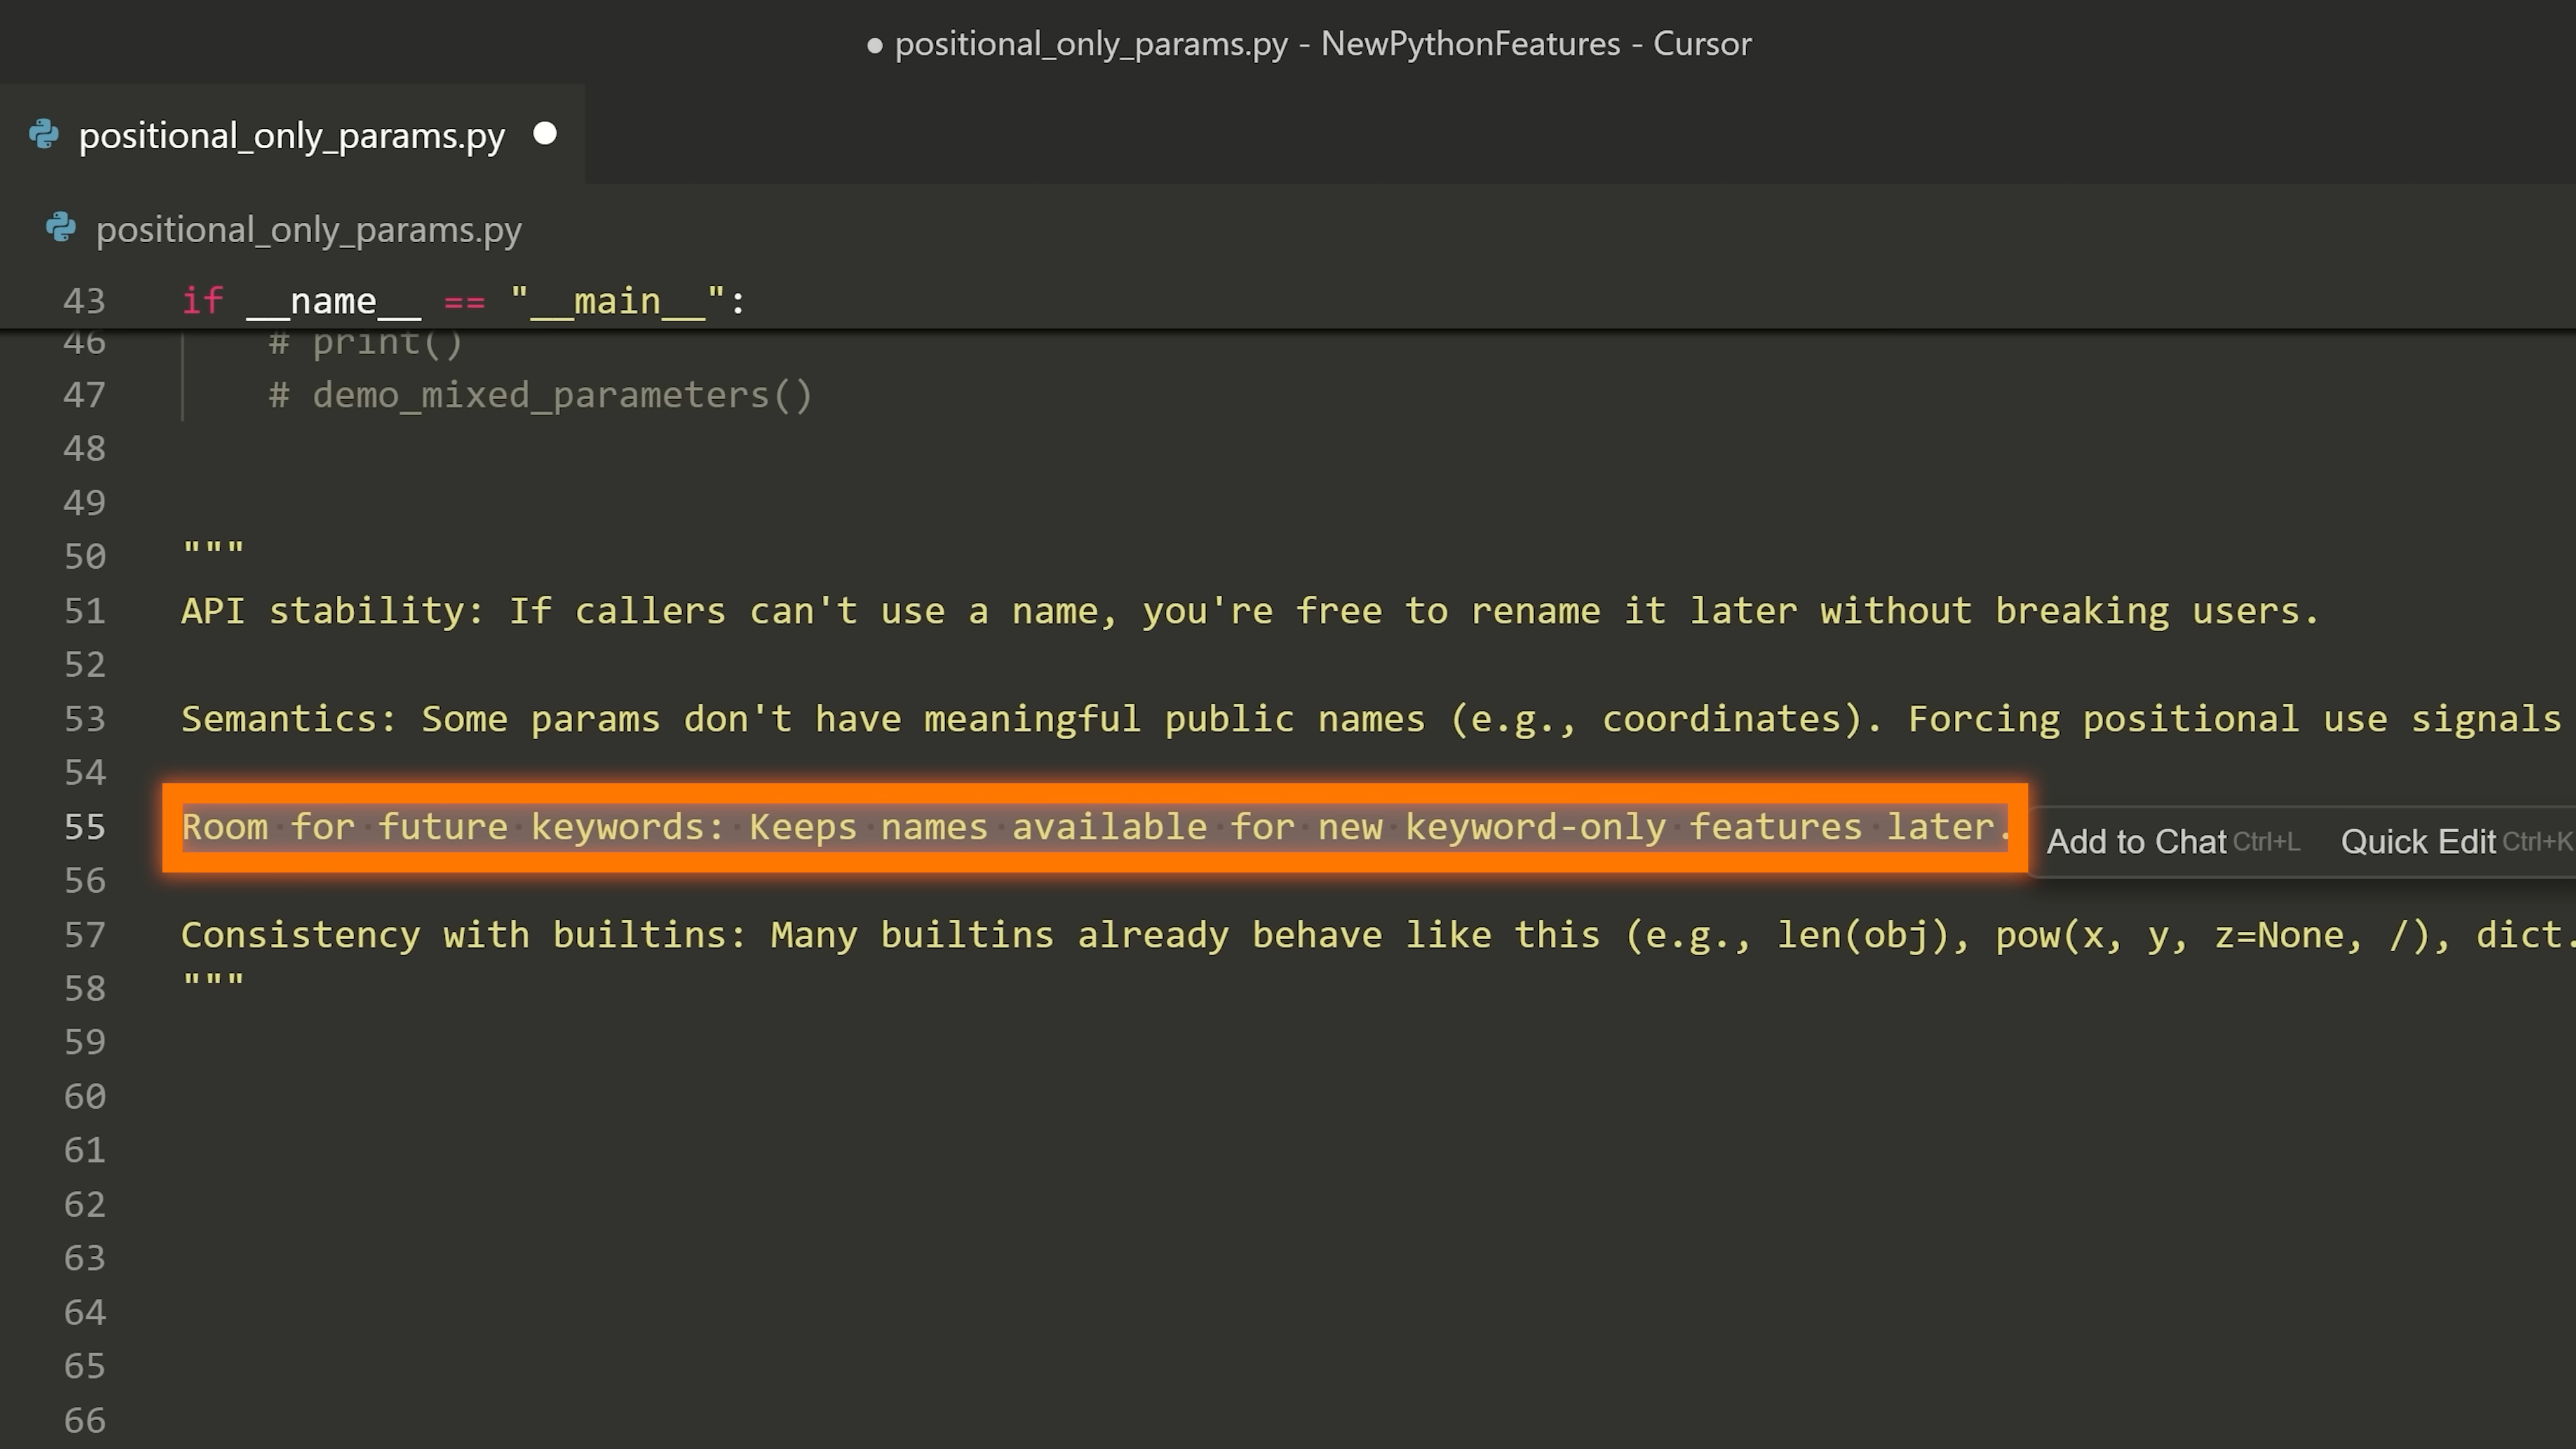 ● positional_only_params.py - NewPythonFeatures - Cursor
positional_only_params.py
positional_only_params.py
43 if __name__ == "__main__":
46 # print()
47 # demo_mixed_parameters()
48
49
50 """
51 API stability: If callers can't use a name, you're free to rename it later without breaking users.
52
53 Semantics: Some params don't have meaningful public names (e.g., coordinates). Forcing positional use signals
54
55 Room for future keywords: Keeps names available for new keyword-only features later. Add to Chat Ctrl+L Quick Edit Ctrl+K
56
57 Consistency with builtins: Many builtins already behave like this (e.g., len(obj), pow(x, y, z=None, /), dict.
58 """
59
60
61
62
63
64
65
66